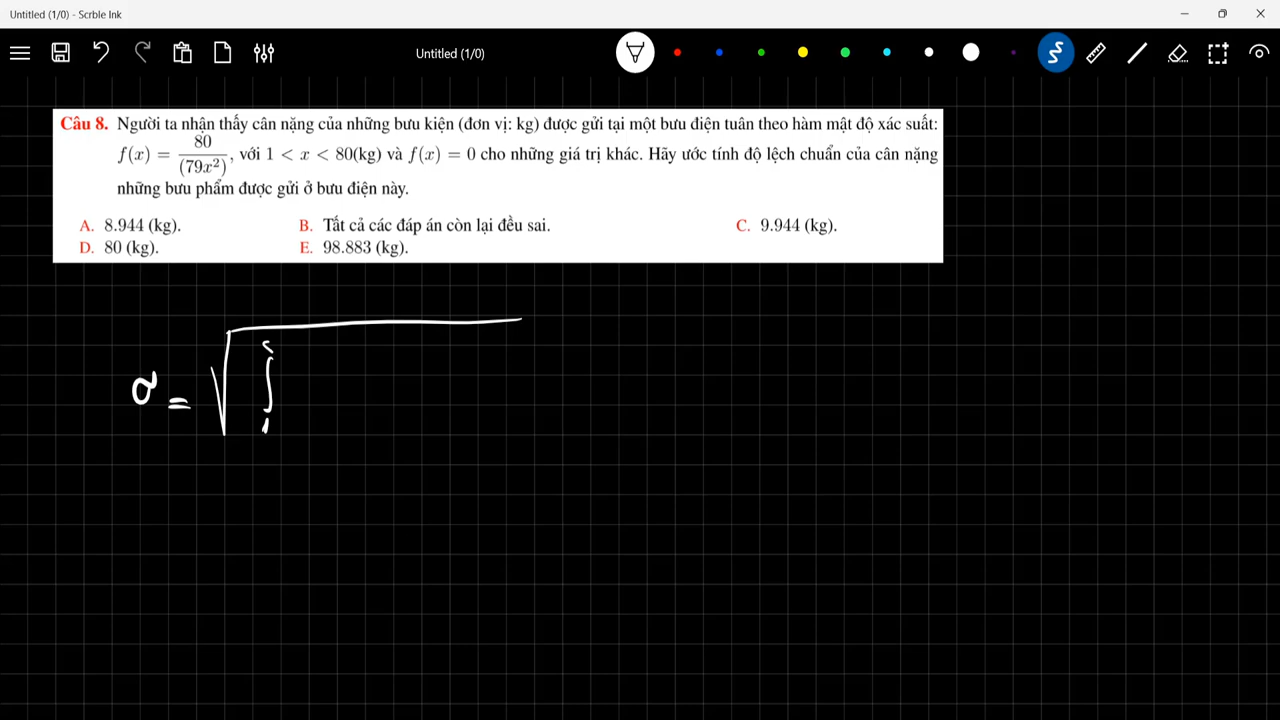 Untitled (1/0) - Scrble Ink
Untitled (1/0)
Câu 8. Người ta nhận thấy cân nặng của những bưu kiện (đơn vị: kg) được gửi tại một bưu điện tuân theo hàm mật độ xác suất:
f(x) = 80/(79x²), với 1 < x < 80(kg) và f(x) = 0 cho những giá trị khác. Hãy ước tính độ lệch chuẩn của cân nặng
những bưu phẩm được gửi ở bưu điện này.
A. 8.944 (kg). B. Tất cả các đáp án còn lại đều sai. C. 9.944 (kg).
D. 80 (kg). E. 98.883 (kg).
σ = √∫